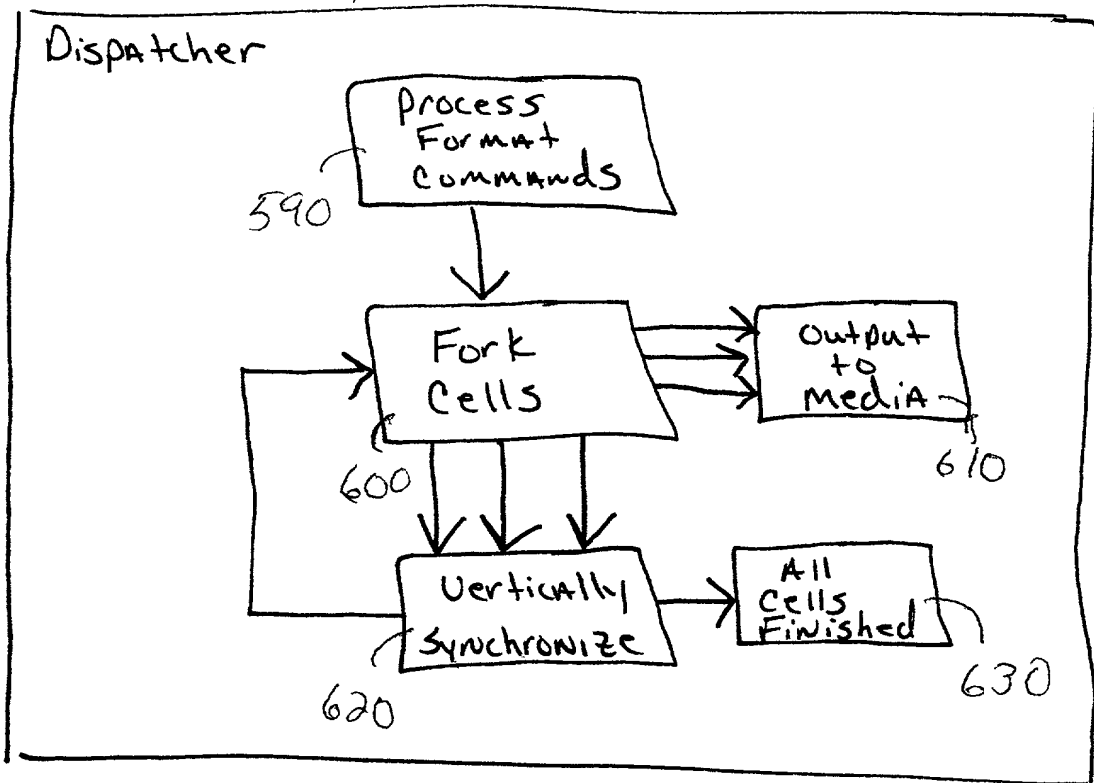 Dispatcher
Process
Format
Commands
590
Fork
Cells
600
Output
to
Media
610
Vertically
Synchronize
620
All
Cells
Finished
630